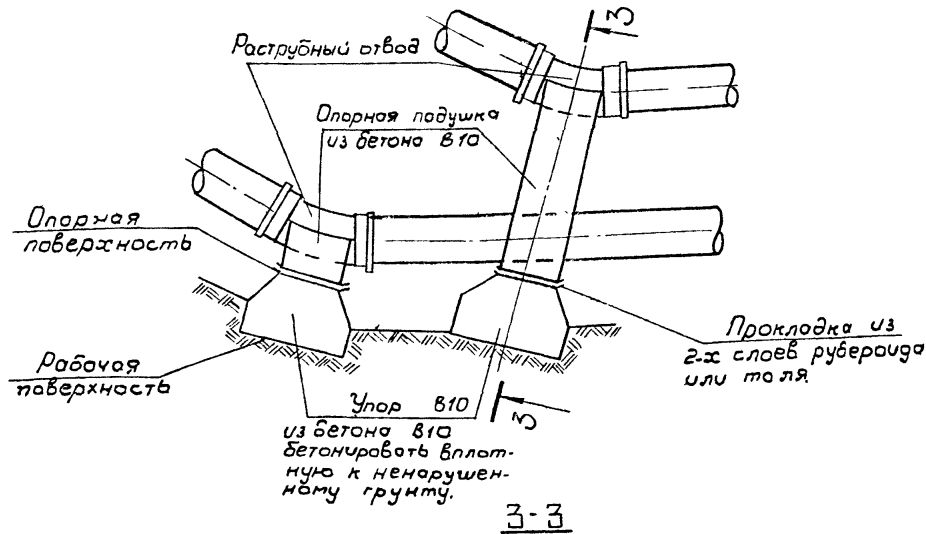 3
Раструбный отвод
Опорная подушка
из бетона в10
Опорная
поверхность
Рабочая
поверхность
Прокладка из
2-х слоев рубероида
или толя.
Упор в10
из бетона в10
бетонировать вплот-
ную к ненарушен-
ному грунту.
3
3-3